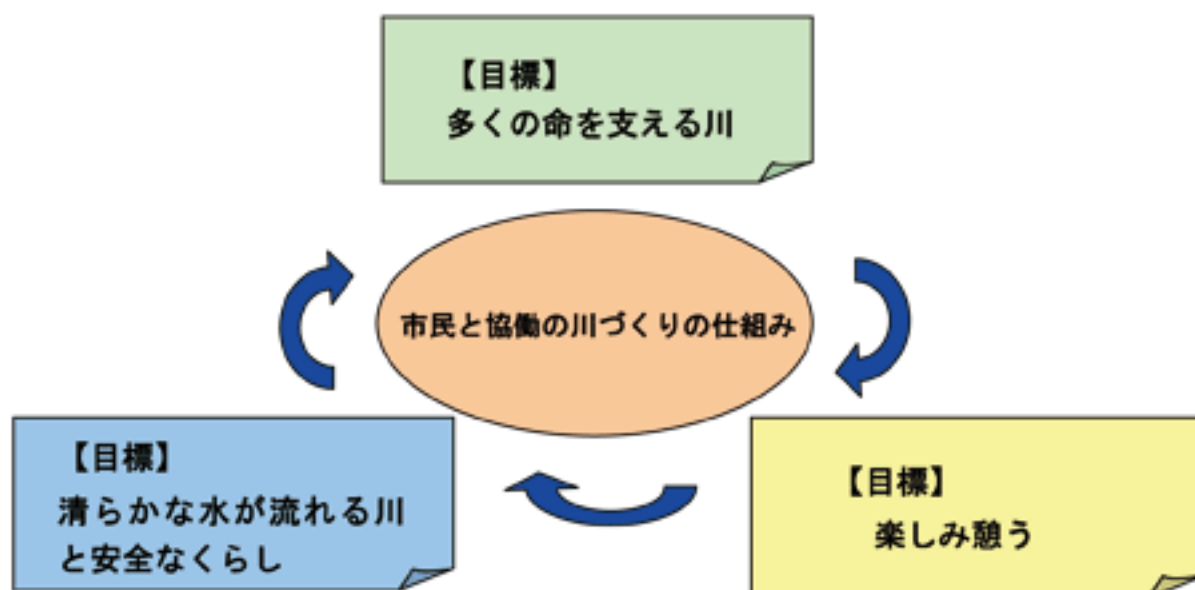 【目標】
多くの命を支える川
市民と協働の川づくりの仕組み
【目標】
清らかな水が流れる川
と安全なくらし
【目標】
楽しみ憩う